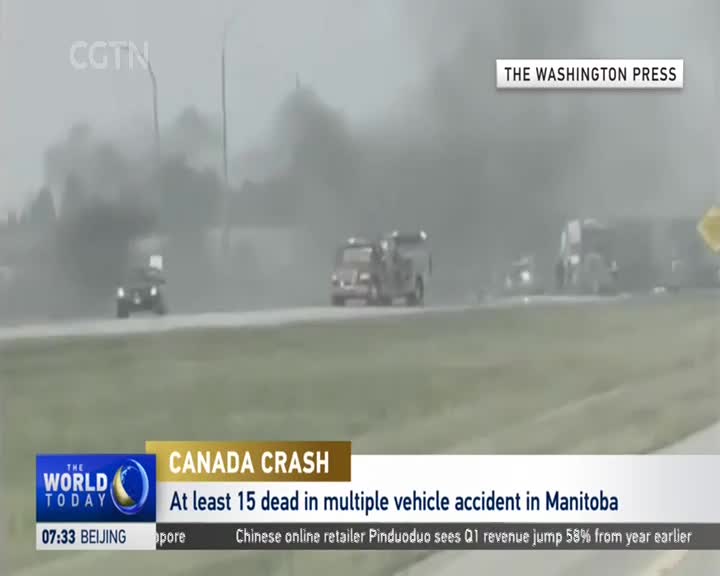 CGTN
THE WASHINGTON PRESS
CANADA CRASH
THE
WORLD
TODAY
At least 15 dead in multiple vehicle accident in Manitoba
07:33 BEIJING
apore Chinese online retailer Pinduoduo sees Q1 revenue jump 58% from year earlier